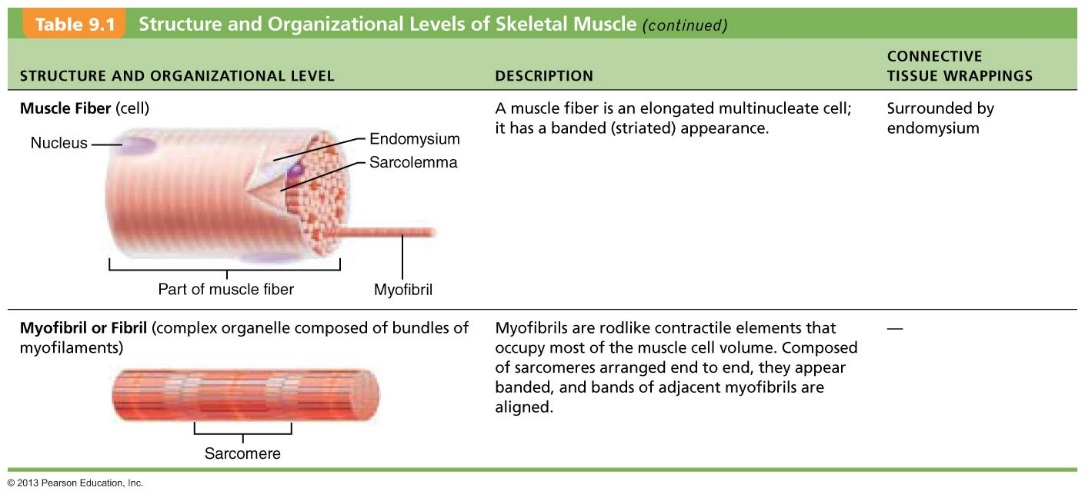 Table 9.1 Structure and Organizational Levels of Skeletal Muscle (continued)
STRUCTURE AND ORGANIZATIONAL LEVEL
DESCRIPTION
CONNECTIVE
TISSUE WRAPPINGS
Muscle Fiber (cell)
Nucleus
Endomysium
Sarcolemma
Part of muscle fiber
Myofibril
A muscle fiber is an elongated multinucleate cell;
it has a banded (striated) appearance.
Surrounded by
endomysium
Myofibril or Fibril (complex organelle composed of bundles of
myofilaments)
Sarcomere
Myofibrils are rodlike contractile elements that
occupy most of the muscle cell volume. Composed
of sarcomeres arranged end to end, they appear
banded, and bands of adjacent myofibrils are
aligned.
—
© 2013 Pearson Education, Inc.